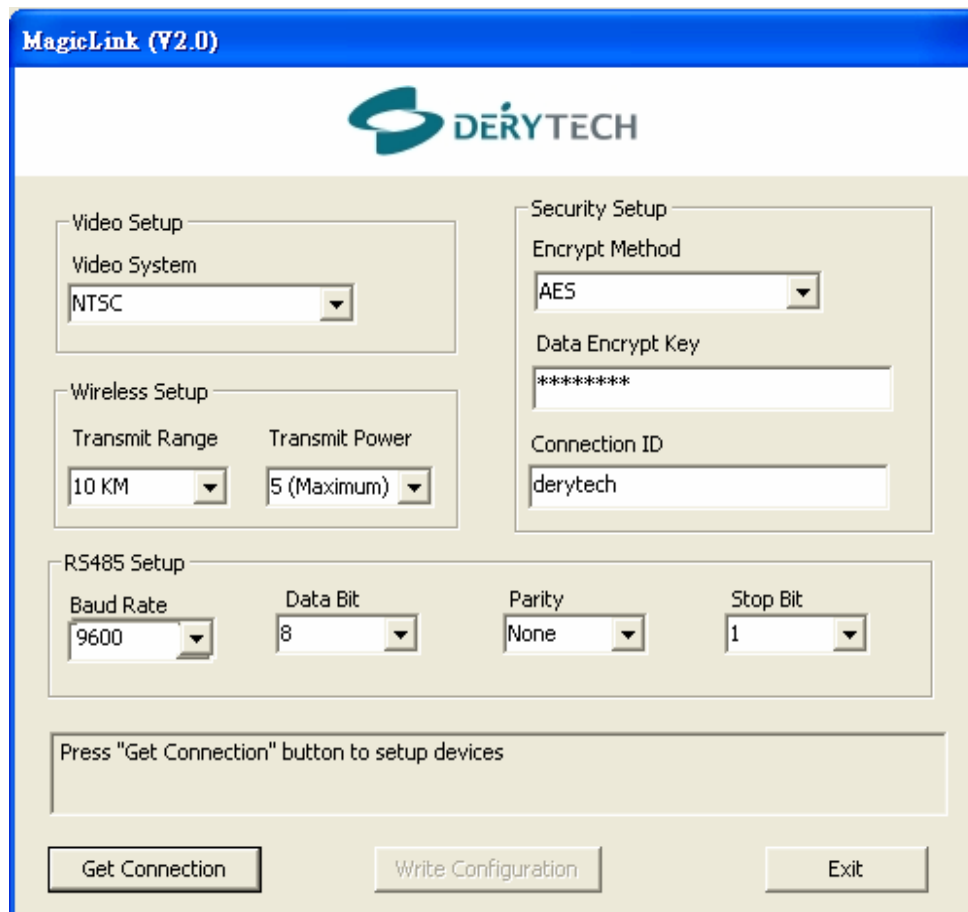 MagicLink (V2.0)
DERYTECH
Video Setup
Video System
NTSC
Security Setup
Encrypt Method
AES
Data Encrypt Key
********
Connection ID
derytech
Wireless Setup
Transmit Range Transmit Power
10 KM 5 (Maximum)
RS485 Setup
Baud Rate Data Bit Parity Stop Bit
9600 8 None 1
Press "Get Connection" button to setup devices
Get Connection Write Configuration Exit